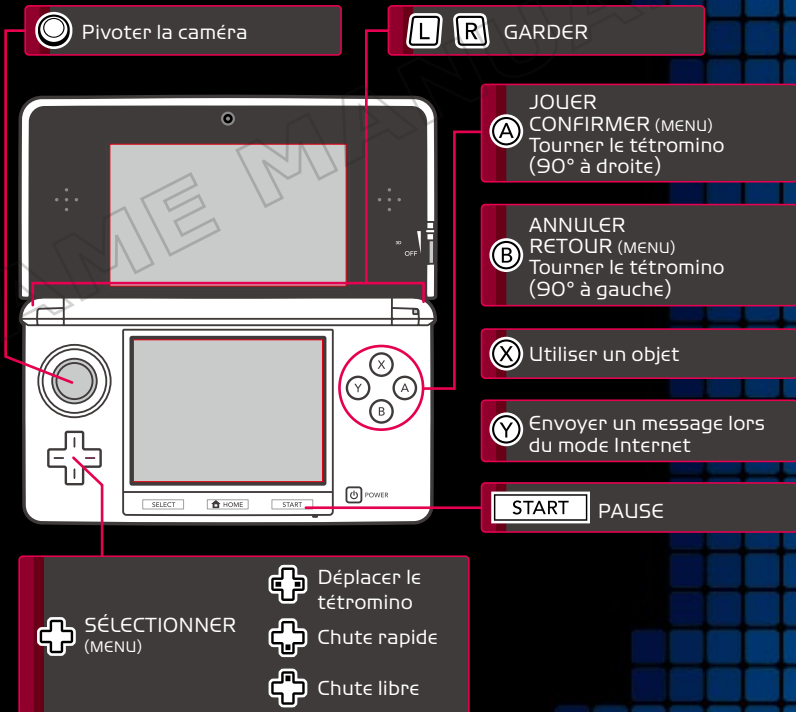 Pivoter la caméra
L R GARDER
GAME MANUAL
JOUER
A CONFIRMER (MENU)
Tourner le tétromino
(90° à droite)
ANNULER
B RETOUR (MENU)
Tourner le tétromino
(90° à gauche)
X Utiliser un objet
Y Envoyer un message lors
du mode Internet
START PAUSE
3D
OFF
X
Y A
B
SELECT HOME START
POWER
SÉLECTIONNER
(MENU)
Déplacer le
tétromino
Chute rapide
Chute libre